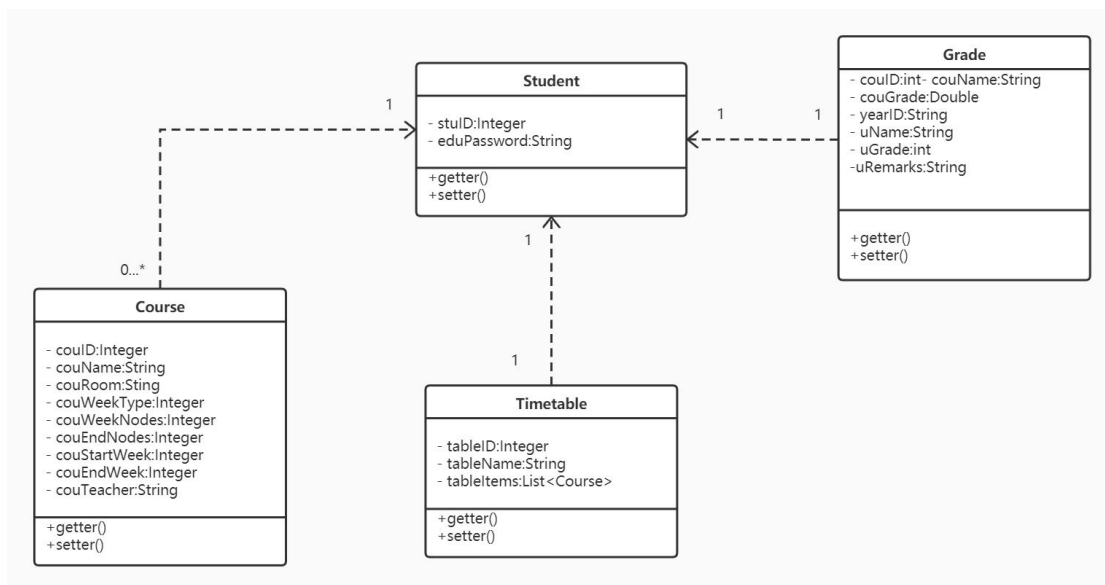 Student
- stuID:Integer
- eduPassword:String
+getter()
+setter()
Grade
- couID:int- couName:String
- couGrade:Double
- yearID:String
- uName:String
- uGrade:int
-uRemarks:String
+getter()
+setter()
1
1
1
0...*
1
1
Course
- couID:Integer
- couName:String
- couRoom:Sting
- couWeekType:Integer
- couWeekNodes:Integer
- couEndNodes:Integer
- couStartWeek:Integer
- couEndWeek:Integer
- couTeacher:String
+getter()
+setter()
Timetable
- tableID:Integer
- tableName:String
- tableItems:List<Course>
+getter()
+setter()